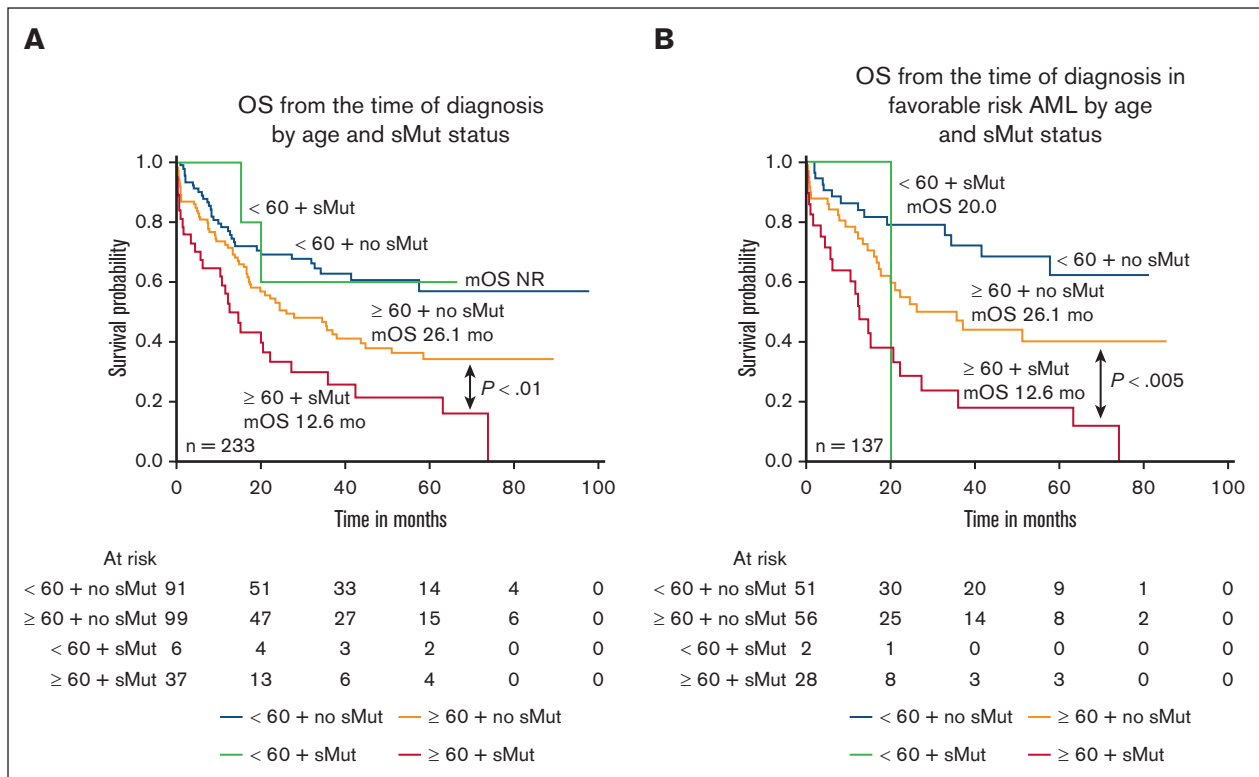 A
OS from the time of diagnosis
by age and sMut status
Survival probability
1.0
0.8
0.6
0.4
0.2
0.0
< 60 + sMut
< 60 + no sMut
mOS NR
≥ 60 + no sMut
mOS 26.1 mo
≥ 60 + sMut
mOS 12.6 mo
P < .01
n = 233
0 20 40 60 80 100
Time in months
At risk
< 60 + no sMut 91 51 33 14 4 0
≥ 60 + no sMut 99 47 27 15 6 0
< 60 + sMut 6 4 3 2 0 0
≥ 60 + sMut 37 13 6 4 0 0
< 60 + no sMut ≥ 60 + no sMut
< 60 + sMut ≥ 60 + sMut
B
OS from the time of diagnosis in
favorable risk AML by age
and sMut status
Survival probability
1.0
0.8
0.6
0.4
0.2
0.0
< 60 + sMut
mOS 20.0
< 60 + no sMut
≥ 60 + no sMut
mOS 26.1 mo
≥ 60 + sMut
mOS 12.6 mo
P < .005
n = 137
0 20 40 60 80 100
Time in months
At risk
< 60 + no sMut 51 30 20 9 1 0
≥ 60 + no sMut 56 25 14 8 2 0
< 60 + sMut 2 1 0 0 0 0
≥ 60 + sMut 28 8 3 3 0 0
< 60 + no sMut ≥ 60 + no sMut
< 60 + sMut ≥ 60 + sMut